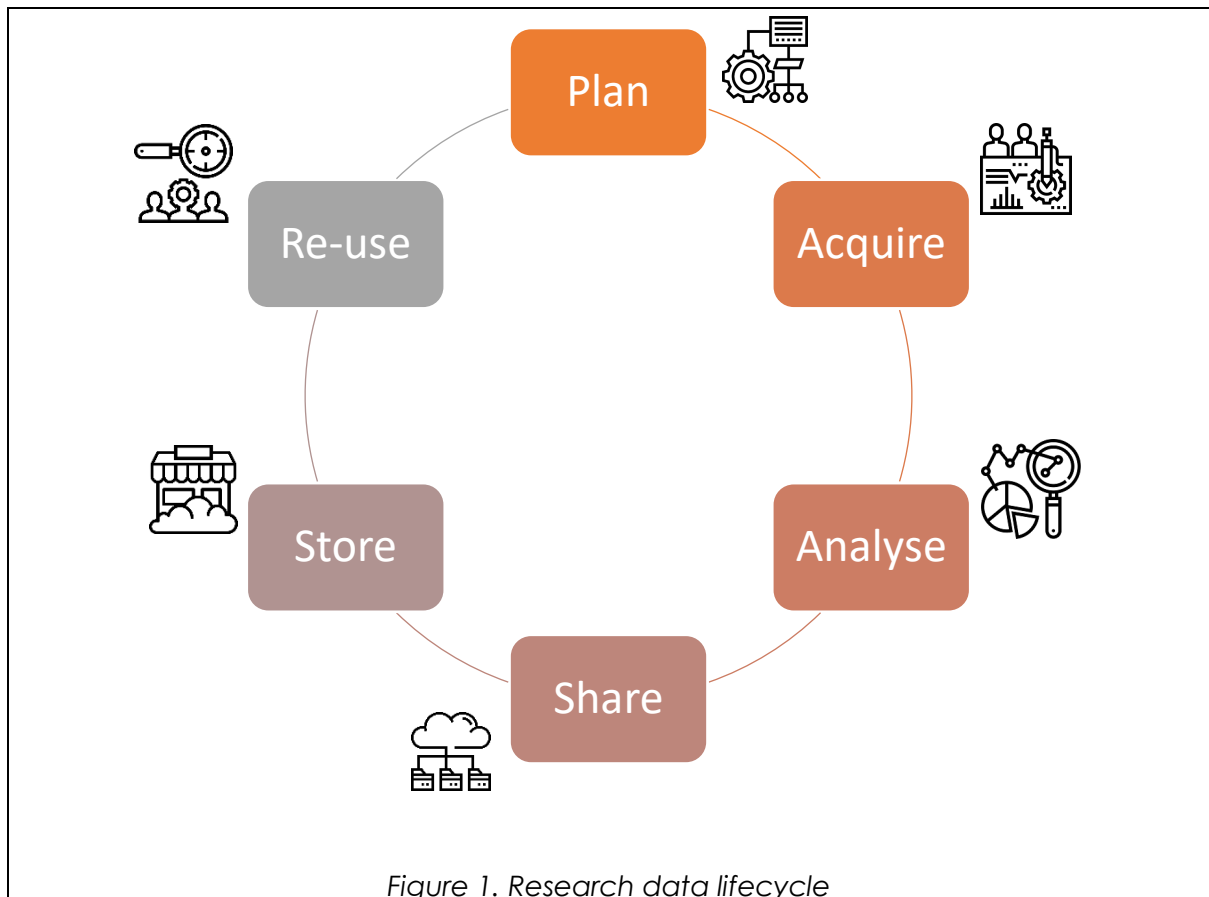 Plan
Acquire
Analyse
Share
Store
Re-use
Figure 1. Research data lifecycle